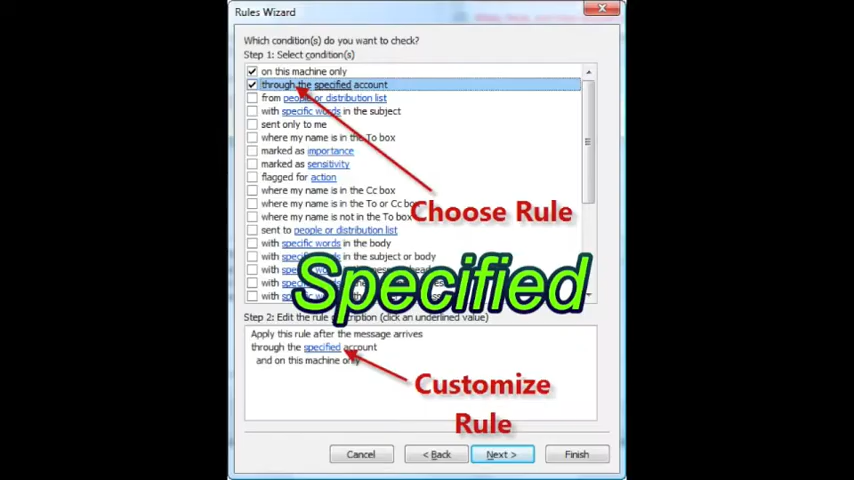 Rules Wizard
Which condition(s) do you want to check?
Step 1: Select condition(s)
on this machine only
through the specified account
from people or distribution list
with specific words in the subject
sent only to me
where my name is in the To box
marked as importance
marked as sensitivity
flagged for action
where my name is in the Cc box
where my name is in the To or Cc box
Choose Rule
where my name is not in the To box
sent to people or distribution list
with specific words in the body
with specific words in the subject or body
with
with
with
Specified
Step 2: Edit the rule description (click an underlined value)
Apply this rule after the message arrives
through the specified account
and on this machine only
Customize
Rule
Cancel
< Back
Next >
Finish